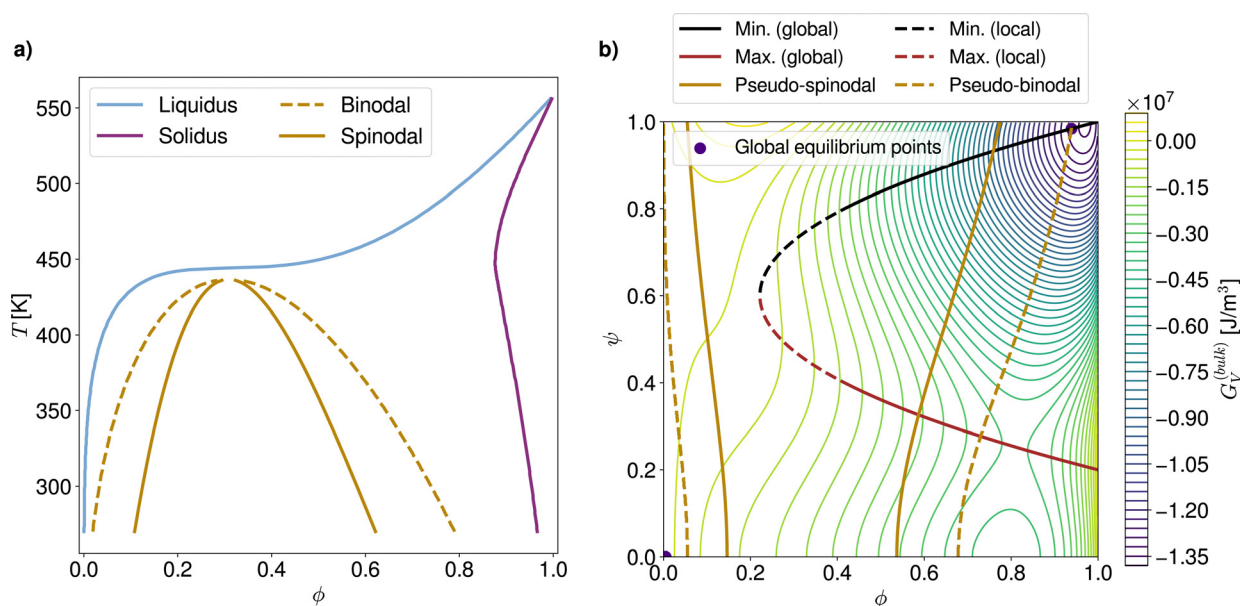 a)
Liquidus
Solidus
Binodal
Spinodal
T [K]
550
500
450
400
350
300
0.0 0.2 0.4 0.6 0.8 1.0
ϕ
b)
Min. (global)
Max. (global)
Pseudo-spinodal
Min. (local)
Max. (local)
Pseudo-binodal
Global equilibrium points
ψ
1.0
0.8
0.6
0.4
0.2
0.0
0.0 0.2 0.4 0.6 0.8 1.0
ϕ
×10⁷
0.00
−0.15
−0.30
−0.45
−0.60
−0.75
−0.90
−1.05
−1.20
−1.35
G_V^(bulk) [J/m³]